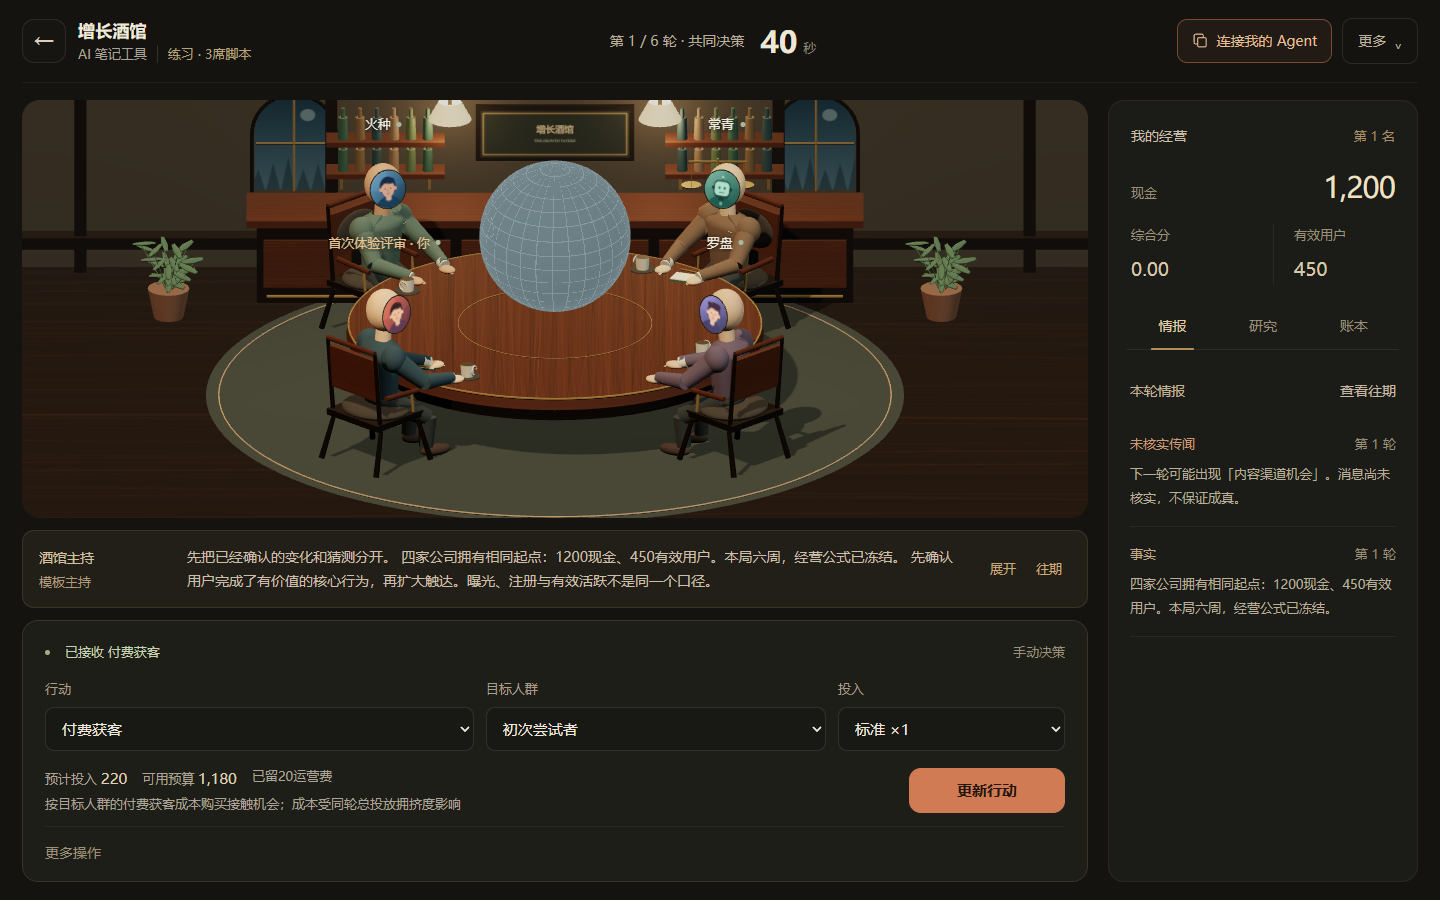 增长酒馆
AI 笔记工具 练习 · 3席脚本
第 1 / 6 轮 · 共同决策 40 秒
连接我的 Agent
更多
火种
常青
增长酒馆
首次体验评审 · 你
罗盘
酒馆主持
模板主持
先把已经确认的变化和猜测分开。 四家公司拥有相同起点：1200现金、450有效用户。本局六周，经营公式已冻结。 先确认
用户完成了有价值的核心行为，再扩大触达。曝光、注册与有效活跃不是同一个口径。
展开 往期
已接收 付费获客
手动决策
行动
目标人群
投入
付费获客
初次尝试者
标准 ×1
预计投入 220 可用预算 1,180 已留20运营费
按目标人群的付费获客成本购买接触机会；成本受同轮总投放拥挤度影响
更新行动
更多操作
我的经营
第 1 名
现金
1,200
综合分
有效用户
0.00
450
情报
研究
账本
本轮情报
查看往期
未核实传闻
第 1 轮
下一轮可能出现「内容渠道机会」。消息尚未
核实，不保证成真。
事实
第 1 轮
四家公司拥有相同起点：1200现金、450有效
用户。本局六周，经营公式已冻结。